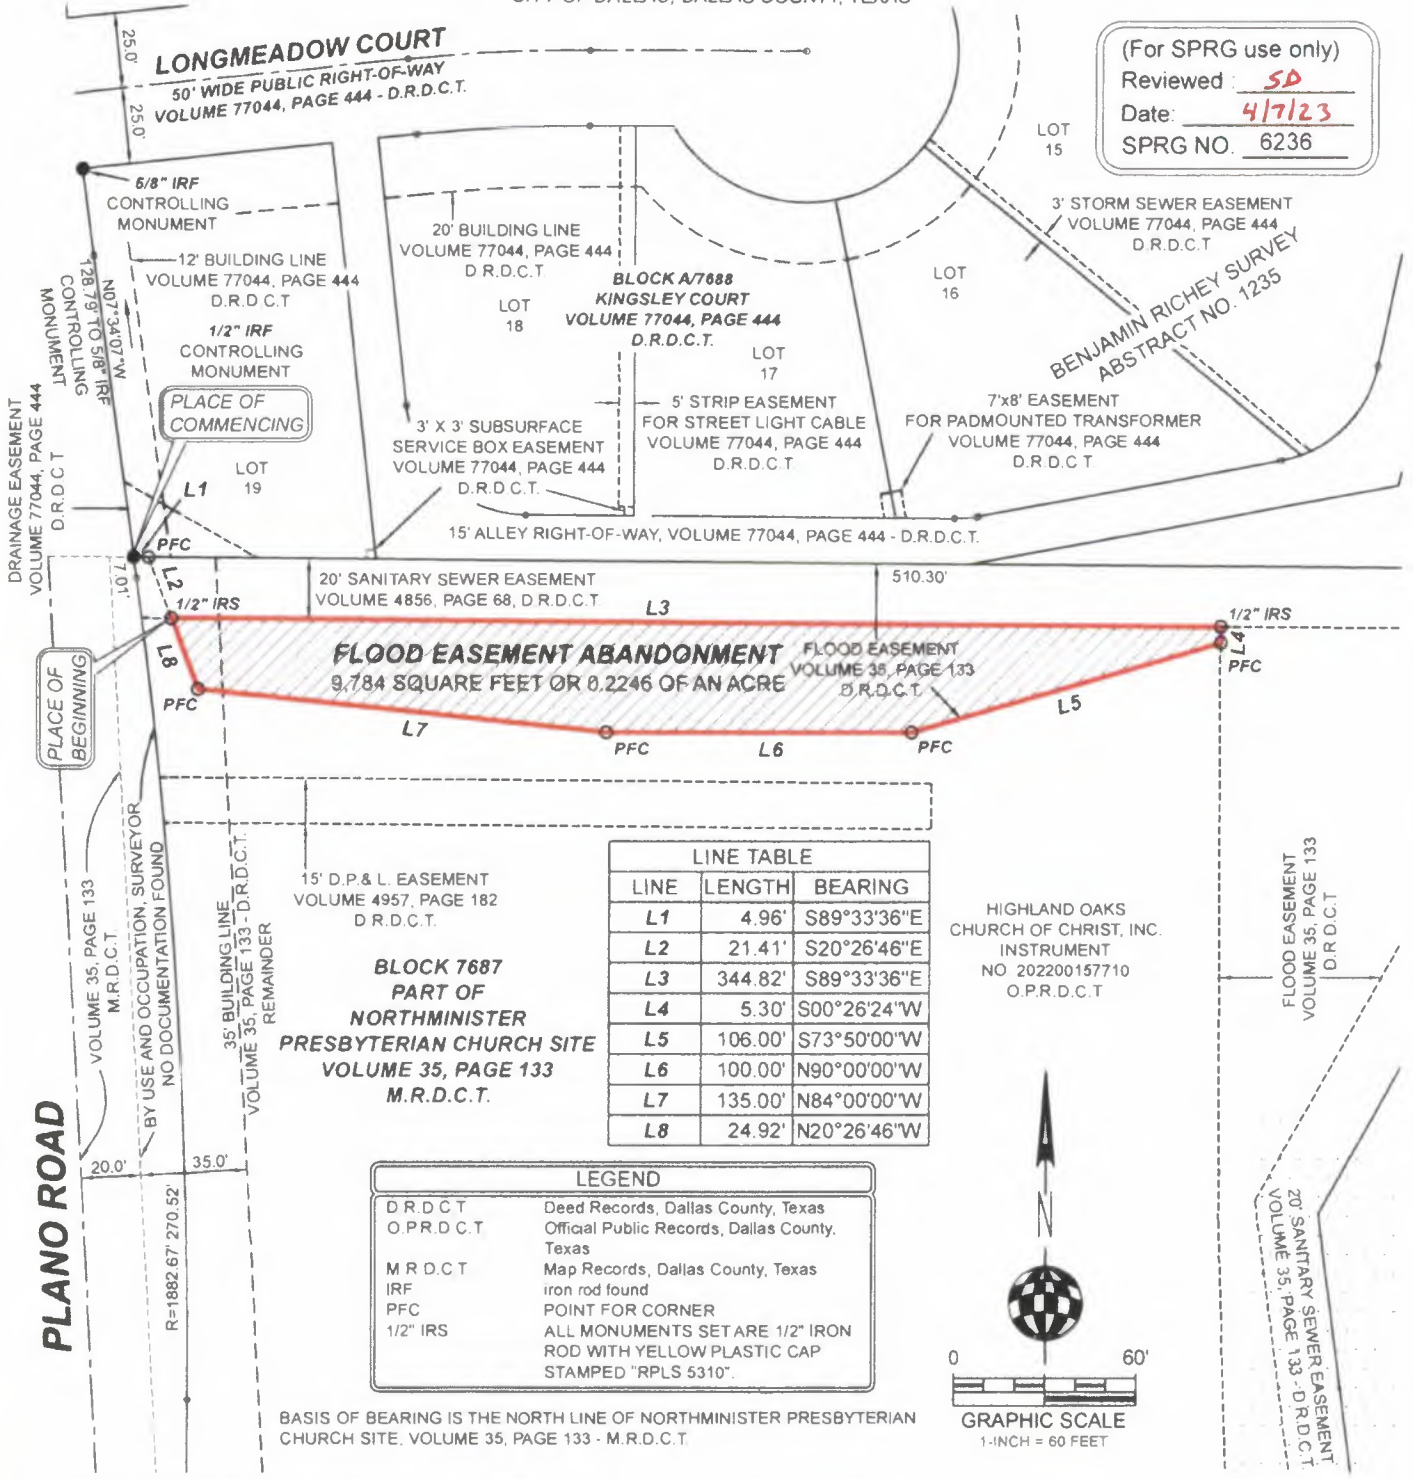 CITY OF DALLAS, DALLAS COUNTY, TEXAS
LONGMEADOW COURT
50' WIDE PUBLIC RIGHT-OF-WAY
VOLUME 77044, PAGE 444 - D.R.D.C.T.
25.0'
25.0'
(For SPRG use only)
Reviewed : SD
Date: 4/7/23
SPRG NO. 6236
LOT
15
5/8" IRF
CONTROLLING
MONUMENT
3' STORM SEWER EASEMENT
VOLUME 77044, PAGE 444
D.R.D.C.T
20' BUILDING LINE
VOLUME 77044, PAGE 444
D.R.D.C.T.
12' BUILDING LINE
VOLUME 77044, PAGE 444
D.R.D.C.T
BENJAMIN RICHEY SURVEY
ABSTRACT NO. 1235
BLOCK A/7688
KINGSLEY COURT
VOLUME 77044, PAGE 444
D.R.D.C.T.
LOT
16
LOT
18
LOT
17
N07°34'07"W
128.79' TO 5/8" IRF
CONTROLLING
MONUMENT
1/2" IRF
CONTROLLING
MONUMENT
PLACE OF
COMMENCING
3' X 3' SUBSURFACE
SERVICE BOX EASEMENT
VOLUME 77044, PAGE 444
D.R.D.C.T.
5' STRIP EASEMENT
FOR STREET LIGHT CABLE
VOLUME 77044, PAGE 444
D.R.D.C.T.
7'x8' EASEMENT
FOR PADMOUNTED TRANSFORMER
VOLUME 77044, PAGE 444
D.R.D.C.T
DRAINAGE EASEMENT
VOLUME 77044, PAGE 444
D.R.D.C.T
LOT
19
L1
15' ALLEY RIGHT-OF-WAY, VOLUME 77044, PAGE 444 - D.R.D.C.T.
PFC
L2
7.01'
20' SANITARY SEWER EASEMENT
VOLUME 4856, PAGE 68, D.R.D.C.T.
510.30'
1/2" IRS
L3
1/2" IRS
L4
PFC
L8
FLOOD EASEMENT ABANDONMENT
9,784 SQUARE FEET OR 0.2246 OF AN ACRE
FLOOD EASEMENT
VOLUME 35, PAGE 133
D.R.D.C.T.
PLACE OF
BEGINNING
PFC
L7
PFC
L6
PFC
L5
15' D.P.& L. EASEMENT
VOLUME 4957, PAGE 182
D.R.D.C.T.
BLOCK 7687
PART OF
NORTHMINISTER
PRESBYTERIAN CHURCH SITE
VOLUME 35, PAGE 133
M.R.D.C.T.
LINE TABLE
LINE LENGTH BEARING
L1 4.96' S89°33'36"E
L2 21.41' S20°26'46"E
L3 344.82' S89°33'36"E
L4 5.30' S00°26'24"W
L5 106.00' S73°50'00"W
L6 100.00' N90°00'00"W
L7 135.00' N84°00'00"W
L8 24.92' N20°26'46"W
HIGHLAND OAKS
CHURCH OF CHRIST, INC.
INSTRUMENT
NO. 202200157710
O.P.R.D.C.T
FLOOD EASEMENT
VOLUME 35, PAGE 133
D.R.D.C.T
VOLUME 35, PAGE 133
M.R.D.C.T.
BY USE AND OCCUPATION, SURVEYOR
NO DOCUMENTATION FOUND
35' BUILDING LINE
VOLUME 35, PAGE 133 - D.R.D.C.T.
REMAINDER
PLANO ROAD
20.0'
35.0'
R=1882.67' 270.52'
LEGEND
D.R.D.C.T Deed Records, Dallas County, Texas
O.P.R.D.C.T Official Public Records, Dallas County,
Texas
M.R.D.C.T Map Records, Dallas County, Texas
IRF iron rod found
PFC POINT FOR CORNER
1/2" IRS ALL MONUMENTS SET ARE 1/2" IRON
ROD WITH YELLOW PLASTIC CAP
STAMPED "RPLS 5310".
N
0 60'
GRAPHIC SCALE
1-INCH = 60 FEET
20' SANITARY SEWER EASEMENT
VOLUME 35, PAGE 133 - D.R.D.C.T.
BASIS OF BEARING IS THE NORTH LINE OF NORTHMINISTER PRESBYTERIAN
CHURCH SITE, VOLUME 35, PAGE 133 - M.R.D.C.T.